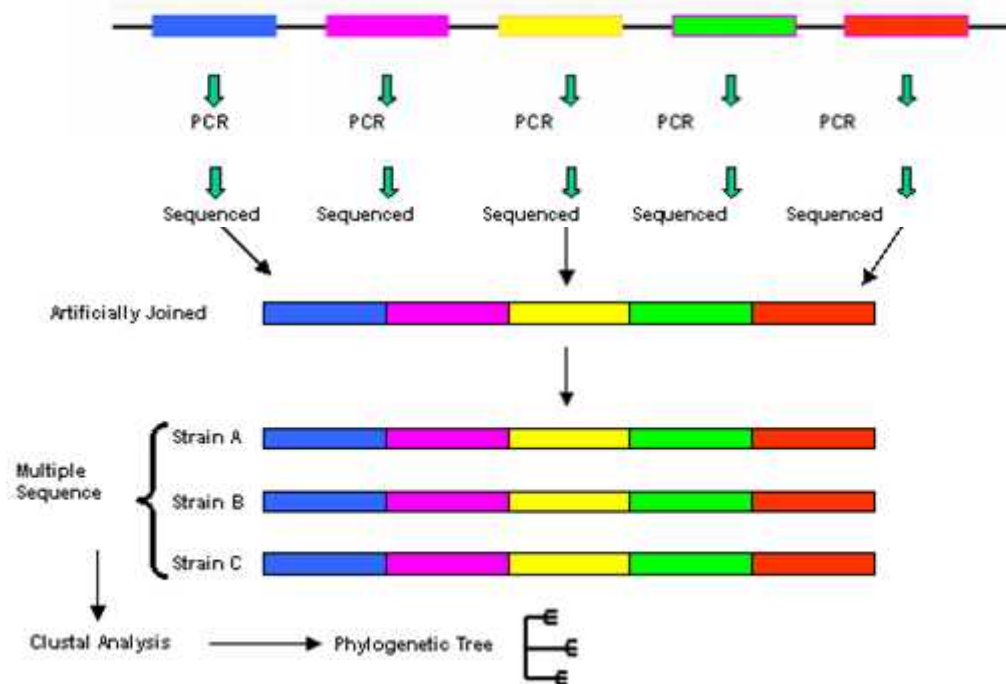 PCR PCR PCR PCR PCR
Sequenced Sequenced Sequenced Sequenced Sequenced
Artificially Joined
Strain A
Multiple
Sequence
Strain B
Strain C
Clustal Analysis Phylogenetic Tree